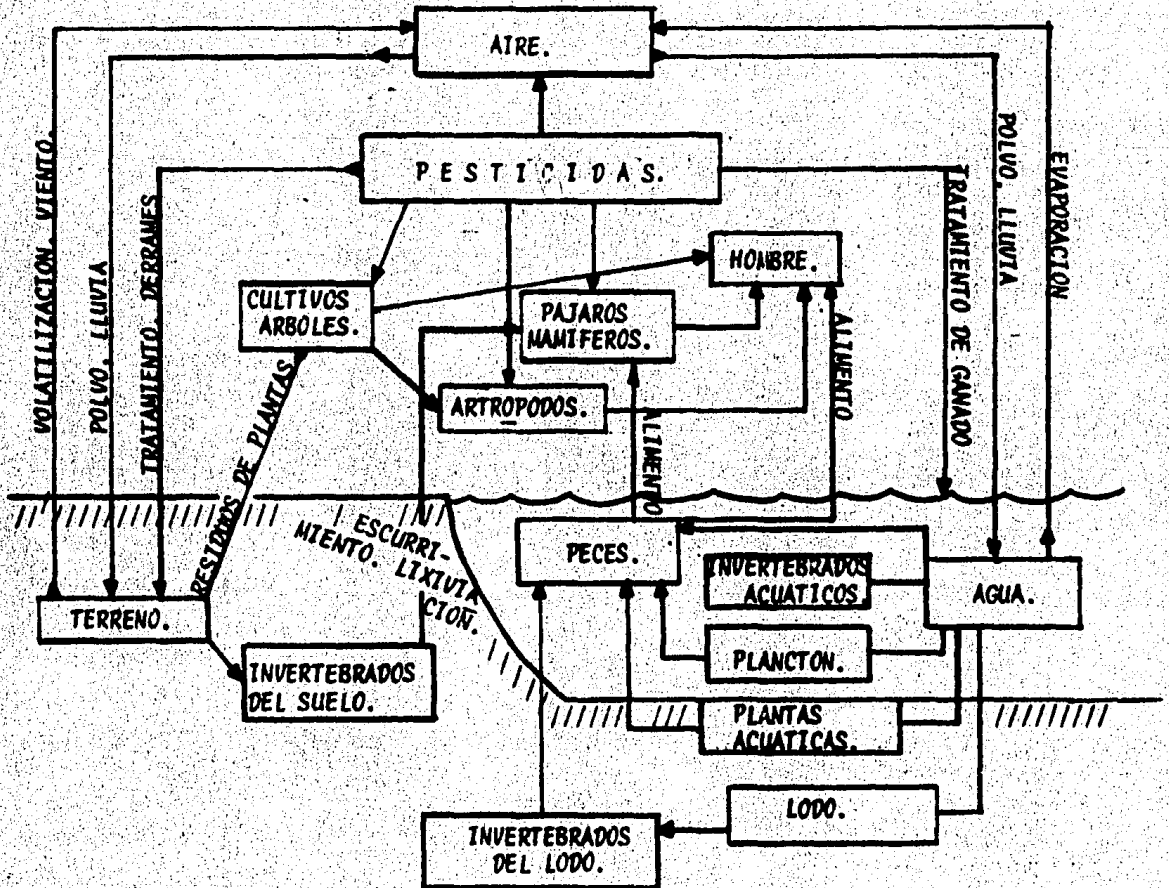 AIRE.
PESTICIDAS.
VOLATILIZACION. VIENTO.
POLVO. LLUVIA
TRATAMIENTO. DERRAMES
TRATAMIENTO DE GANADO
POLVO. LLUVIA
EVAPORACION
HOMBRE.
CULTIVOS
ARBOLES.
PAJAROS
MAMIFEROS.
ALIMENTO
ARTROPODOS.
ALIMENTO
RESIDUOS DE PLANTAS
ESCURRI-
MIENTO. LIXIVIA
CION.
PECES.
INVERTEBRADOS
ACUATICOS.
AGUA.
TERRENO.
PLANCTON.
INVERTEBRADOS
DEL SUELO.
PLANTAS
ACUATICAS.
LODO.
INVERTEBRADOS
DEL LODO.